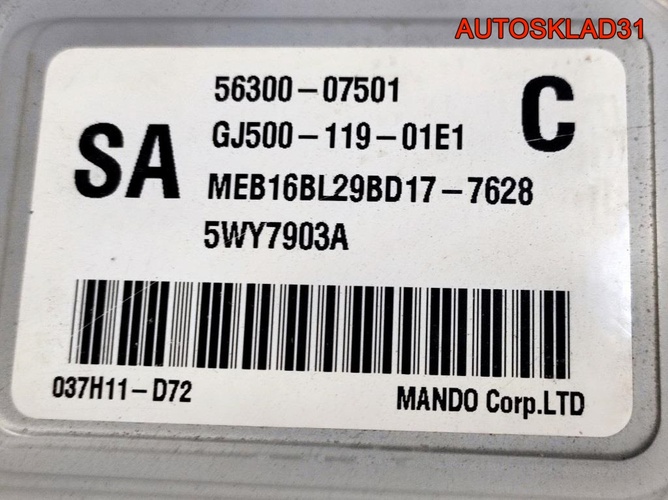 AUTOSKLAD31
56300-07501
C
SA
GJ500-119-01E1
MEB16BL29BD17-7628
5WY7903A
037H11-D72
MANDO Corp.LTD